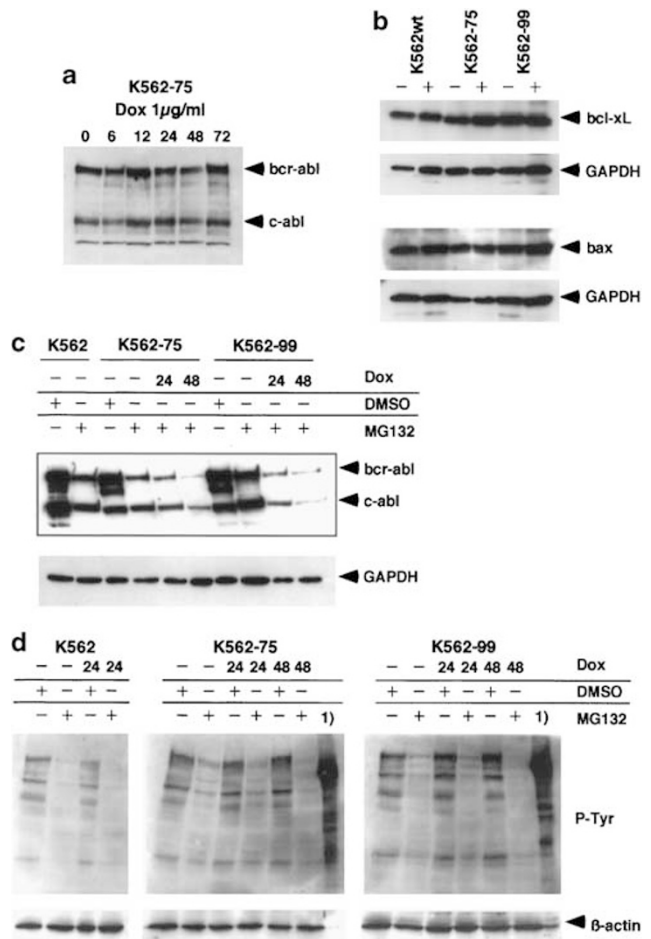 a
K562-75
Dox 1µg/ml
0 6 12 24 48 72
bcr-abl
c-abl
b
K562wt K562-75 K562-99
– + – + – +
bcl-xL
GAPDH
bax
GAPDH
c
K562 K562-75 K562-99
– – – – 24 48 – – 24 48 Dox
+ – + – – – + – – – DMSO
– + – + + + – + + + MG132
bcr-abl
c-abl
GAPDH
d
K562 K562-75 K562-99
– – 24 24 – – 24 24 48 48 – – 24 24 48 48 Dox
+ – + – + – + – + – + – + – + – DMSO
– + – + – + – + – + 1) – + – + – + 1) MG132
P-Tyr
ß-actin